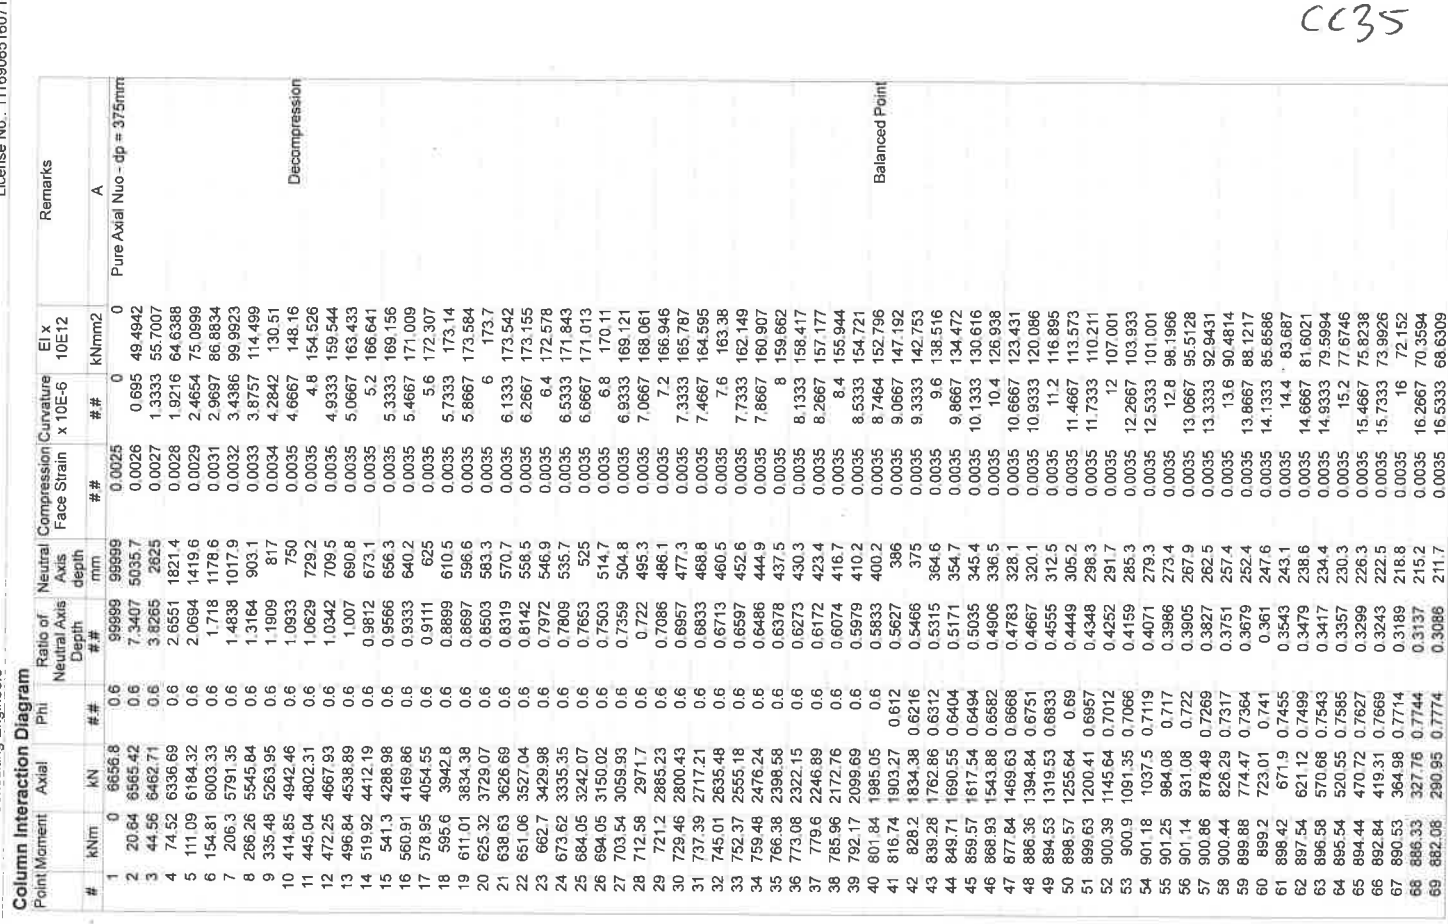 CC35
Column Interaction Diagram
Point Moment Axial Phi Ratio of Neutral Axis Depth Neutral Axis depth Compression Face Strain Curvature x 10E-6 EI x 10E12 Remarks
# kNm kN ##.## ##.## mm ##.## ##.## kNmm2 A
1 0 6656.8 0.6 99999 99999 0.0025 0 0 Pure Axial Nuo - dp = 375mm
2 20.84 6565.42 0.6 7.3407 5035.7 0.0026 0.695 49.4942
3 44.56 6462.71 0.6 3.8265 2625 0.0027 1.3333 55.7007
4 74.52 6336.69 0.6 2.6551 1821.4 0.0028 1.9216 64.6388
5 111.09 6184.32 0.6 2.0694 1419.6 0.0029 2.4654 75.0999
6 154.81 6003.33 0.6 1.718 1178.6 0.0031 2.9697 86.8834
7 206.3 5791.35 0.6 1.4838 1017.9 0.0032 3.4386 99.9923
8 266.26 5545.84 0.6 1.3164 903.1 0.0033 3.8757 114.499
9 335.48 5263.95 0.6 1.1909 817 0.0034 4.2842 130.51
10 414.85 4942.46 0.6 1.0933 750 0.0035 4.6667 148.16 Decompression
11 445.04 4802.31 0.6 1.0629 729.2 0.0035 4.8 154.526
12 472.25 4667.93 0.6 1.0342 709.5 0.0035 4.9333 159.544
13 496.84 4538.89 0.6 1.007 690.8 0.0035 5.0667 163.433
14 519.92 4412.19 0.6 0.9812 673.1 0.0035 5.2 166.641
15 541.3 4288.98 0.6 0.9566 656.3 0.0035 5.3333 169.156
16 560.91 4169.86 0.6 0.9333 640.2 0.0035 5.4667 171.009
17 578.95 4054.55 0.6 0.9111 625 0.0035 5.6 172.307
18 595.6 3942.8 0.6 0.8899 610.5 0.0035 5.7333 173.14
19 611.01 3834.38 0.6 0.8697 596.6 0.0035 5.8667 173.584
20 625.32 3729.07 0.6 0.8503 583.3 0.0035 6 173.7
21 638.63 3626.69 0.6 0.8319 570.7 0.0035 6.1333 173.542
22 651.06 3527.04 0.6 0.8142 558.5 0.0035 6.2667 173.155
23 662.7 3429.98 0.6 0.7972 546.9 0.0035 6.4 172.578
24 673.62 3335.35 0.6 0.7809 535.7 0.0035 6.5333 171.843
25 684.05 3242.07 0.6 0.7653 525 0.0035 6.6667 171.013
26 694.05 3150.02 0.6 0.7503 514.7 0.0035 6.8 170.11
27 703.54 3059.93 0.6 0.7359 504.8 0.0035 6.9333 169.121
28 712.58 2971.7 0.6 0.722 495.3 0.0035 7.0667 168.061
29 721.2 2885.23 0.6 0.7086 486.1 0.0035 7.2 166.946
30 729.46 2800.43 0.6 0.6957 477.3 0.0035 7.3333 165.787
31 737.39 2717.21 0.6 0.6833 468.8 0.0035 7.4667 164.595
32 745.01 2635.48 0.6 0.6713 460.5 0.0035 7.6 163.38
33 752.37 2555.18 0.6 0.6597 452.6 0.0035 7.7333 162.149
34 759.48 2476.24 0.6 0.6486 444.9 0.0035 7.8667 160.907
35 766.38 2398.58 0.6 0.6378 437.5 0.0035 8 159.662
36 773.08 2322.15 0.6 0.6273 430.3 0.0035 8.1333 158.417
37 779.6 2246.89 0.6 0.6172 423.4 0.0035 8.2667 157.177
38 785.96 2172.76 0.6 0.6074 416.7 0.0035 8.4 155.944
39 792.17 2099.69 0.6 0.5979 410.2 0.0035 8.5333 154.721
40 801.84 1985.05 0.6 0.5833 400.2 0.0035 8.7464 152.796 Balanced Point
41 816.74 1903.27 0.612 0.5627 386 0.0035 9.0667 147.192
42 828.2 1834.38 0.6216 0.5466 375 0.0035 9.3333 142.753
43 839.28 1762.86 0.6312 0.5315 364.6 0.0035 9.6 138.516
44 849.71 1690.55 0.6404 0.5171 354.7 0.0035 9.8667 134.472
45 859.57 1617.54 0.6494 0.5035 345.4 0.0035 10.1333 130.616
46 868.93 1543.88 0.6582 0.4906 336.5 0.0035 10.4 126.938
47 877.84 1469.63 0.6668 0.4783 328.1 0.0035 10.6667 123.431
48 886.36 1394.84 0.6751 0.4667 320.1 0.0035 10.9333 120.086
49 894.53 1319.53 0.6833 0.4555 312.5 0.0035 11.2 116.895
50 898.57 1255.64 0.69 0.4449 305.2 0.0035 11.4667 113.573
51 899.63 1200.41 0.6957 0.4348 298.3 0.0035 11.7333 110.211
52 900.39 1145.64 0.7012 0.4252 291.7 0.0035 12 107.001
53 900.9 1091.35 0.7066 0.4159 285.3 0.0035 12.2667 103.933
54 901.18 1037.5 0.7119 0.4071 279.3 0.0035 12.5333 101.001
55 901.25 984.08 0.717 0.3986 273.4 0.0035 12.8 98.1966
56 901.14 931.08 0.722 0.3905 267.9 0.0035 13.0667 95.5128
57 900.86 878.49 0.7269 0.3827 262.5 0.0035 13.3333 92.9431
58 900.44 826.29 0.7317 0.3751 257.4 0.0035 13.6 90.4814
59 899.88 774.47 0.7364 0.3679 252.4 0.0035 13.8667 88.1217
60 899.2 723.01 0.741 0.361 247.6 0.0035 14.1333 85.8586
61 898.42 671.9 0.7455 0.3543 243.1 0.0035 14.4 83.687
62 897.54 621.12 0.7499 0.3479 238.6 0.0035 14.6667 81.6021
63 896.58 570.68 0.7543 0.3417 234.4 0.0035 14.9333 79.5994
64 895.54 520.55 0.7585 0.3357 230.3 0.0035 15.2 77.6746
65 894.44 470.72 0.7627 0.3299 226.3 0.0035 15.4667 75.8238
66 892.84 419.31 0.7669 0.3243 222.5 0.0035 15.7333 73.9926
67 890.53 364.98 0.7714 0.3189 218.8 0.0035 16 72.152
68 886.33 327.76 0.7744 0.3137 215.2 0.0035 16.2667 70.3594
69 882.08 290.95 0.7774 0.3086 211.7 0.0035 16.5333 68.6309